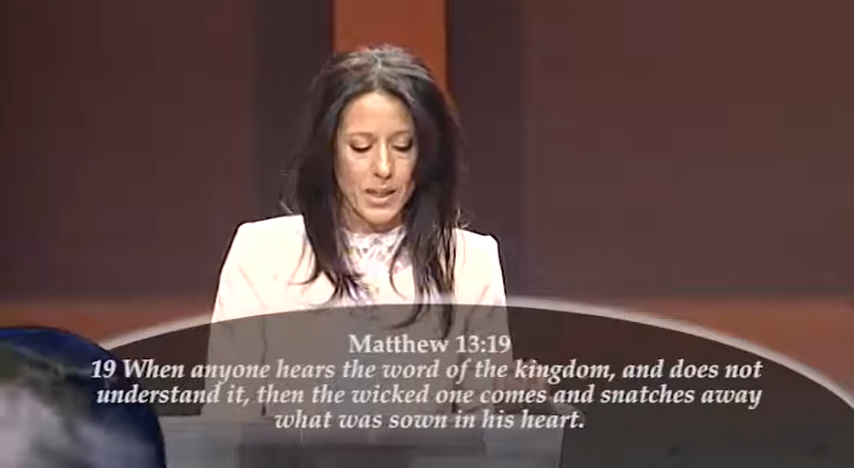 Matthew 13:19
19 When anyone hears the word of the kingdom, and does not
understand it, then the wicked one comes and snatches away
what was sown in his heart.